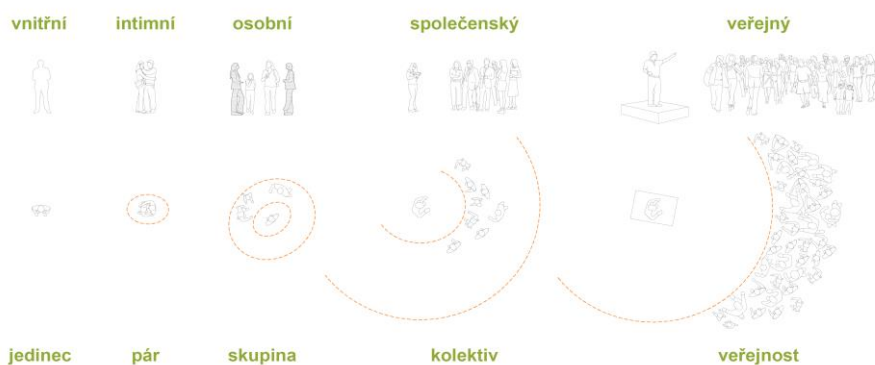 vnitřní intimní osobní společenský veřejný
jedinec pár skupina kolektiv veřejnost